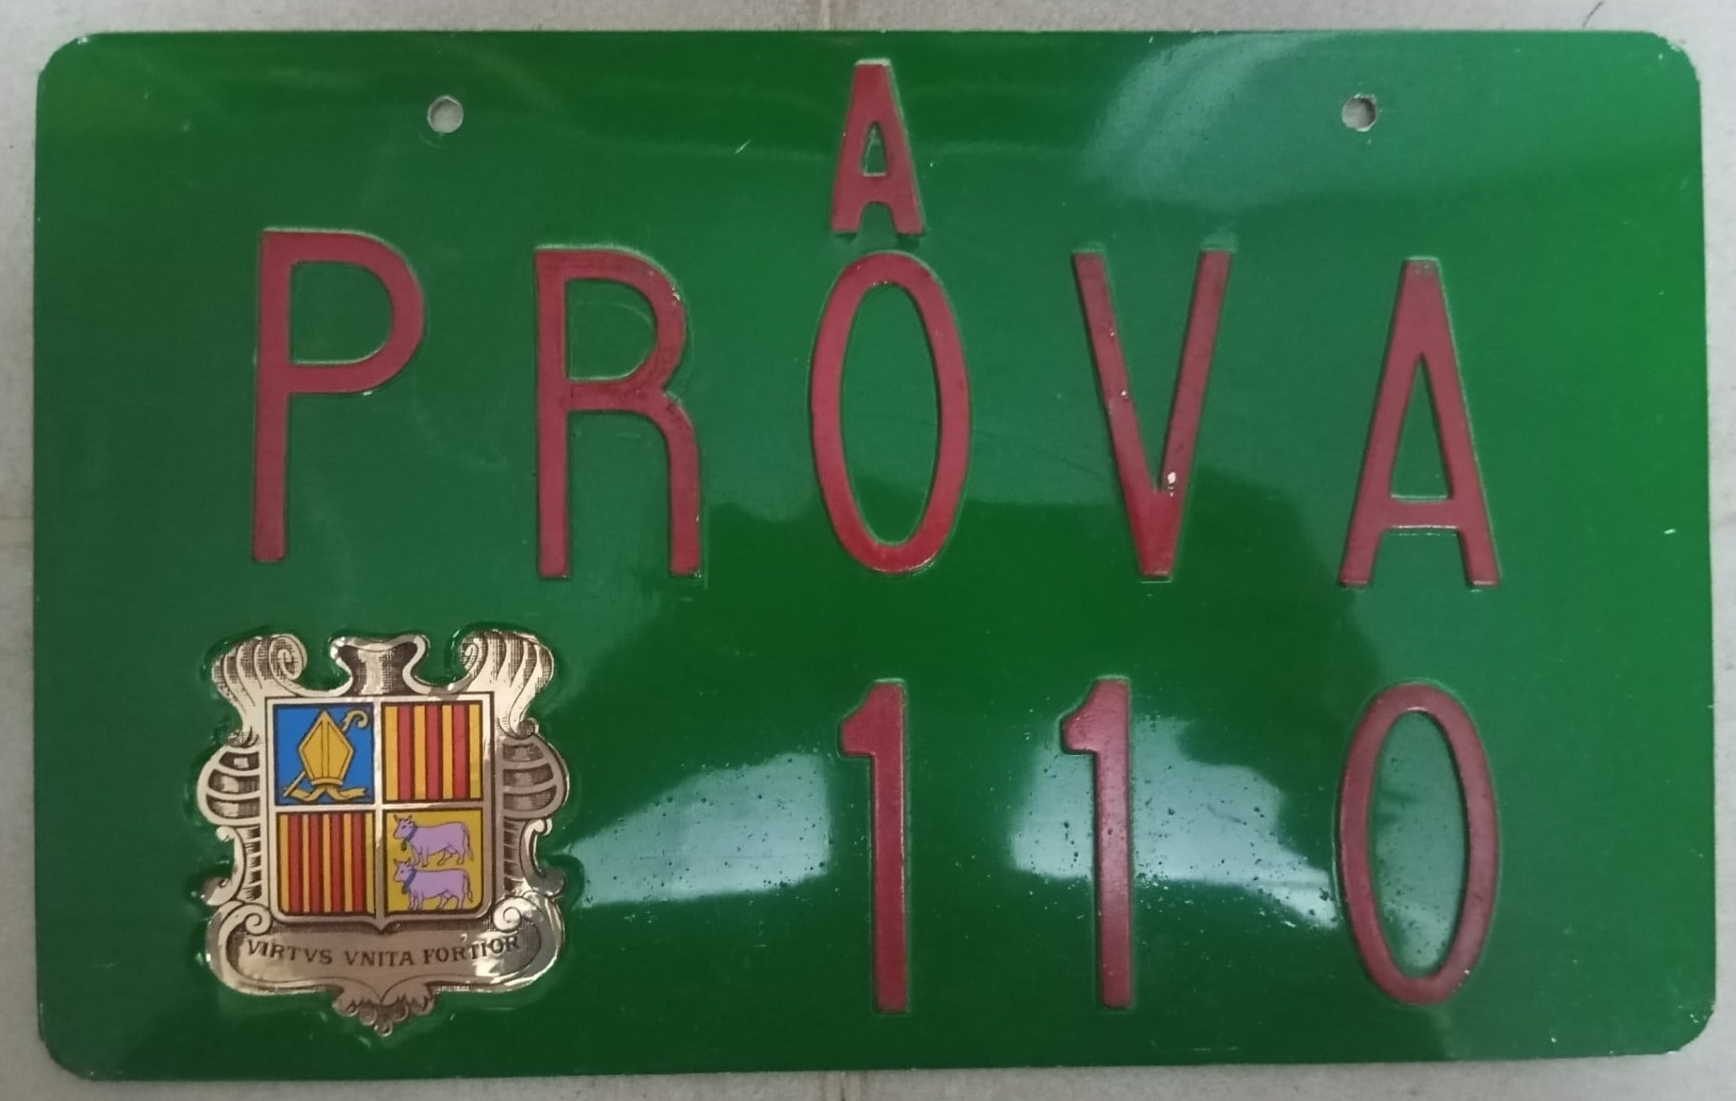 A
PROVA
110
VIRTVS VNITA FORTIOR